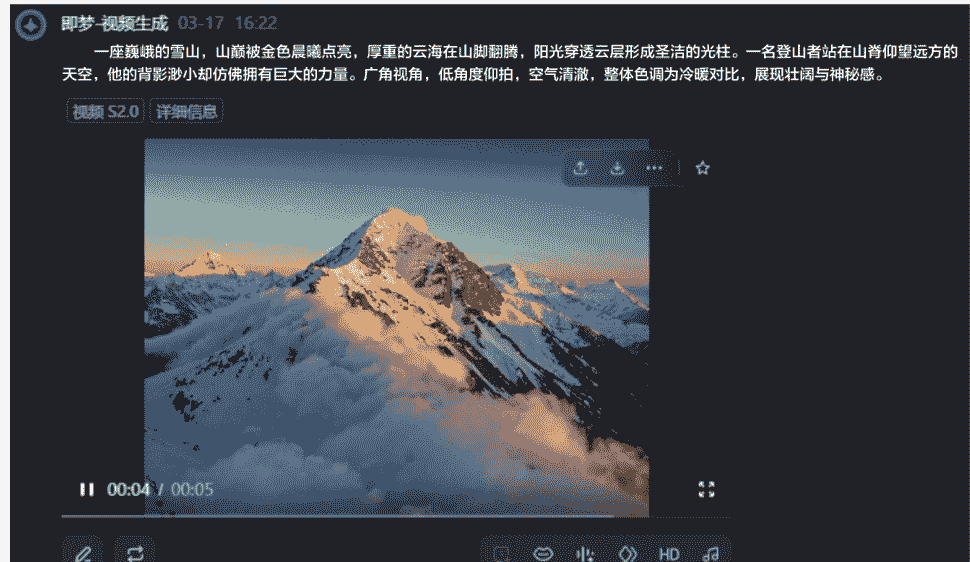 即梦-视频生成 03-17 16:22
一座巍峨的雪山，山巅被金色晨曦点亮，厚重的云海在山脚翻腾，阳光穿透云层形成圣洁的光柱。一名登山者站在山脊仰望远方的
天空，他的背影渺小却仿佛拥有巨大的力量。广角视角，低角度仰拍，空气清澈，整体色调为冷暖对比，展现壮阔与神秘感。
视频 S2.0 详细信息
00:04 / 00:05
HD